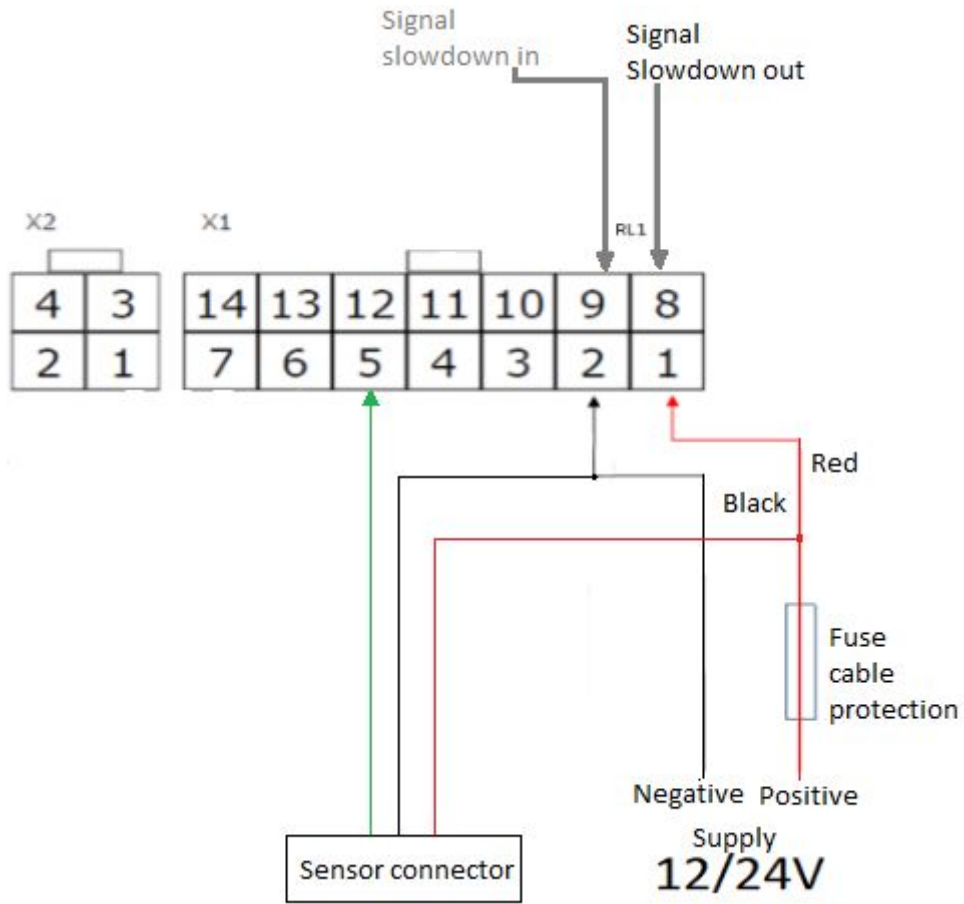 Signal
slowdown in
Signal
Slowdown out
X2
X1
RL1
4 3
14 13 12 11 10 9 8
2 1
7 6 5 4 3 2 1
Red
Black
Fuse
cable
protection
Negative Positive
Supply
12/24V
Sensor connector